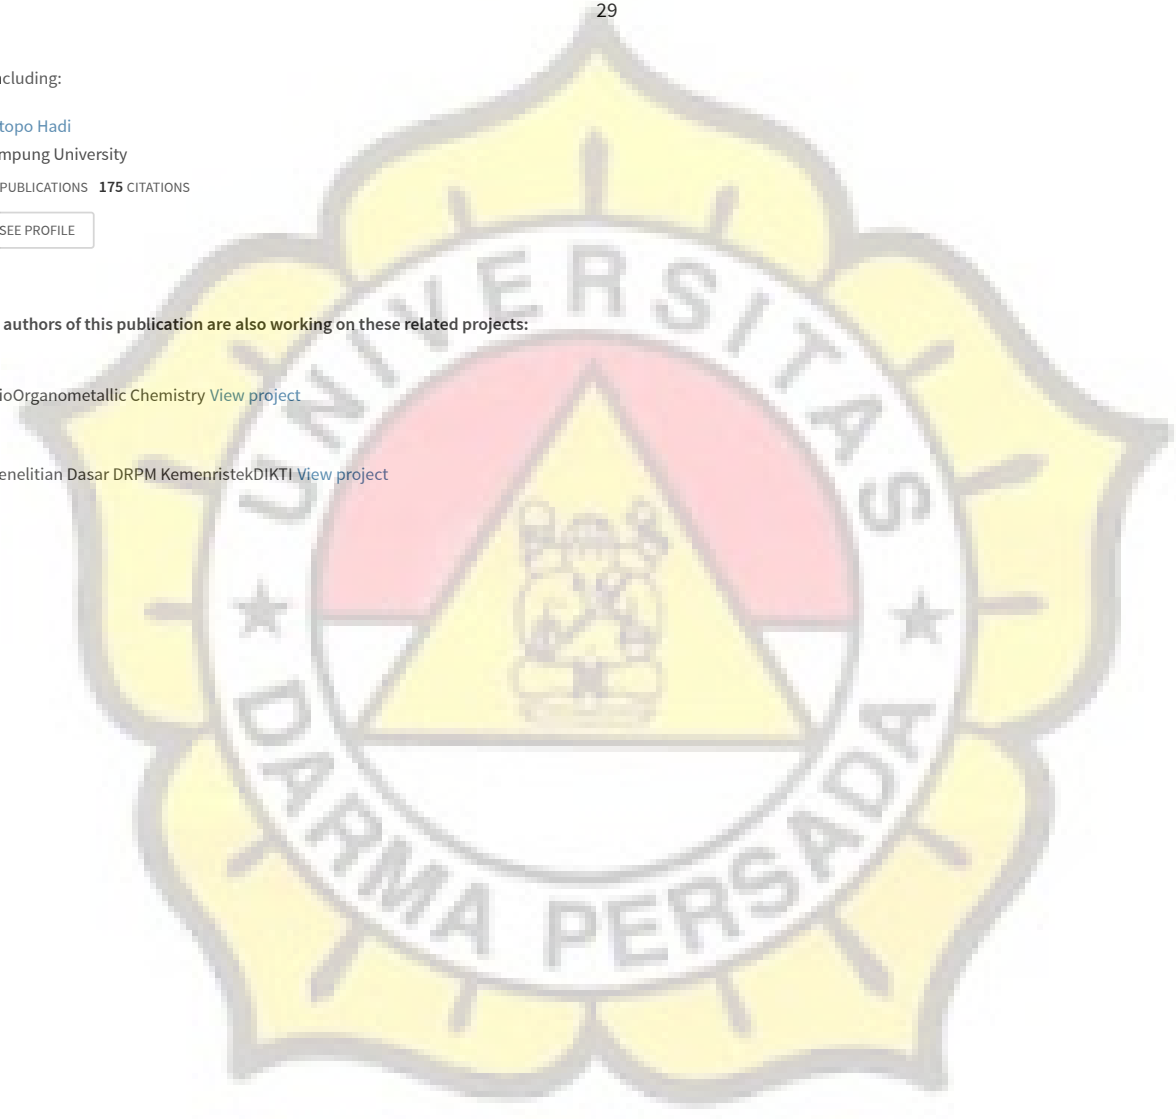 29
ncluding:
topo Hadi
mpung University
PUBLICATIONS 175 CITATIONS
SEE PROFILE
authors of this publication are also working on these related projects:
ioOrganometallic Chemistry View project
enelitian Dasar DRPM KemenristekDIKTI View project
UNIVERSITAS
DARMA PERSADA